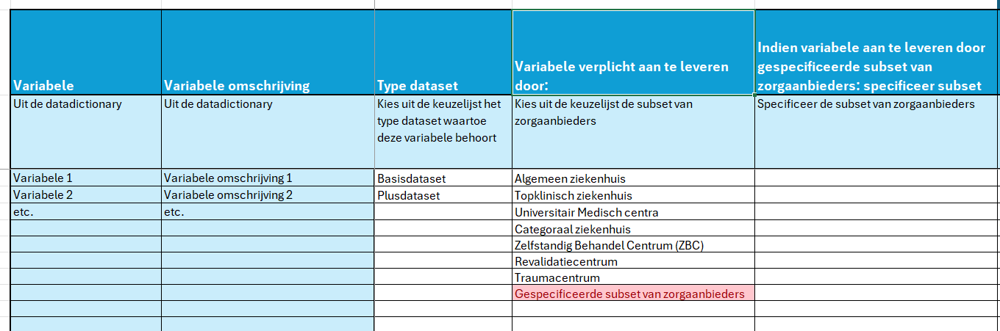 Variabele
Variabele omschrijving
Type dataset
Variabele verplicht aan te leveren
door:
Indien variabele aan te leveren door
gespecificeerde subset van
zorgaanbieders: specificeer subset
Uit de datadictionary
Uit de datadictionary
Kies uit de keuzelijst het
type dataset waartoe
deze variabele behoort
Kies uit de keuzelijst de subset van
zorgaanbieders
Specificeer de subset van zorgaanbieders
Variabele 1
Variabele omschrijving 1
Basisdataset
Algemeen ziekenhuis
Variabele 2
Variabele omschrijving 2
Plusdataset
Topklinisch ziekenhuis
etc.
etc.
Universitair Medisch centra
Categoraal ziekenhuis
Zelfstandig Behandel Centrum (ZBC)
Revalidatiecentrum
Traumacentrum
Gespecificeerde subset van zorgaanbieders